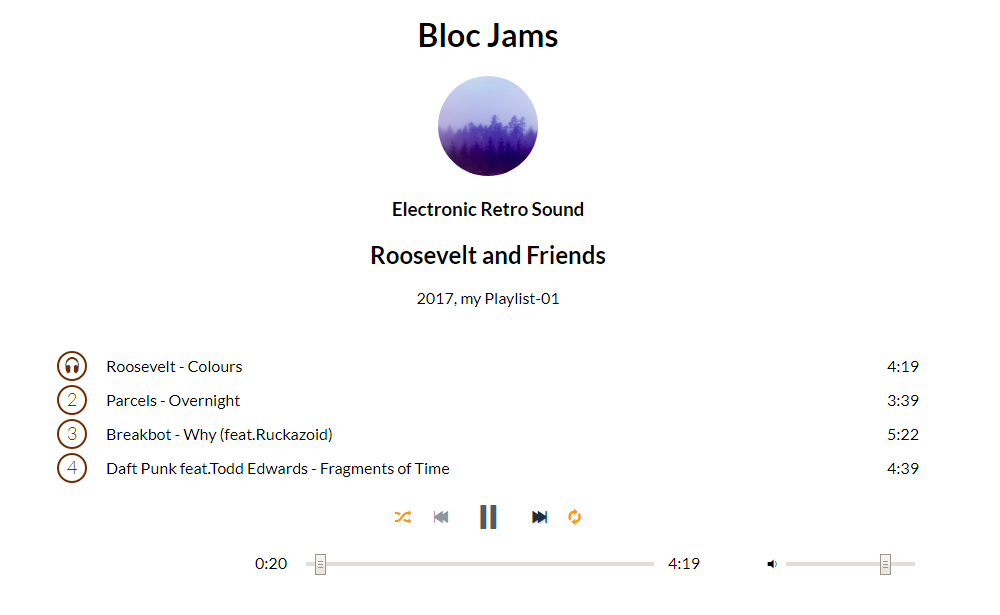 Bloc Jams
Electronic Retro Sound
Roosevelt and Friends
2017, my Playlist-01
Roosevelt - Colours 4:19
2 Parcels - Overnight 3:39
3 Breakbot - Why (feat.Ruckazoid) 5:22
4 Daft Punk feat.Todd Edwards - Fragments of Time 4:39
0:20 4:19